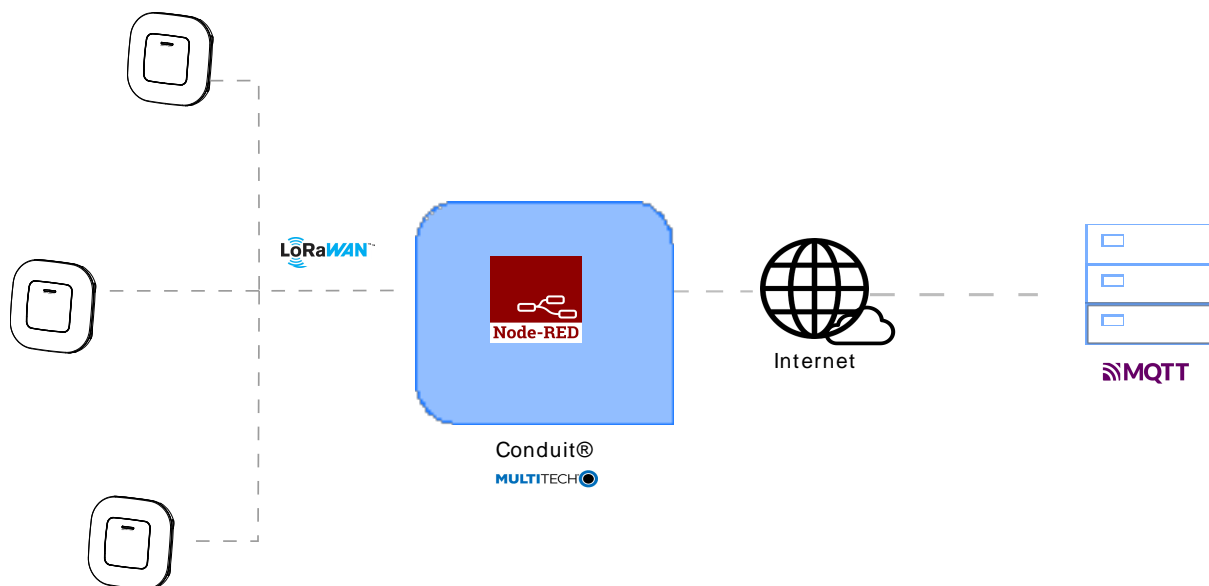 LoRaWAN™
Node-RED
Internet
MQTT
Conduit®
MULTITECH